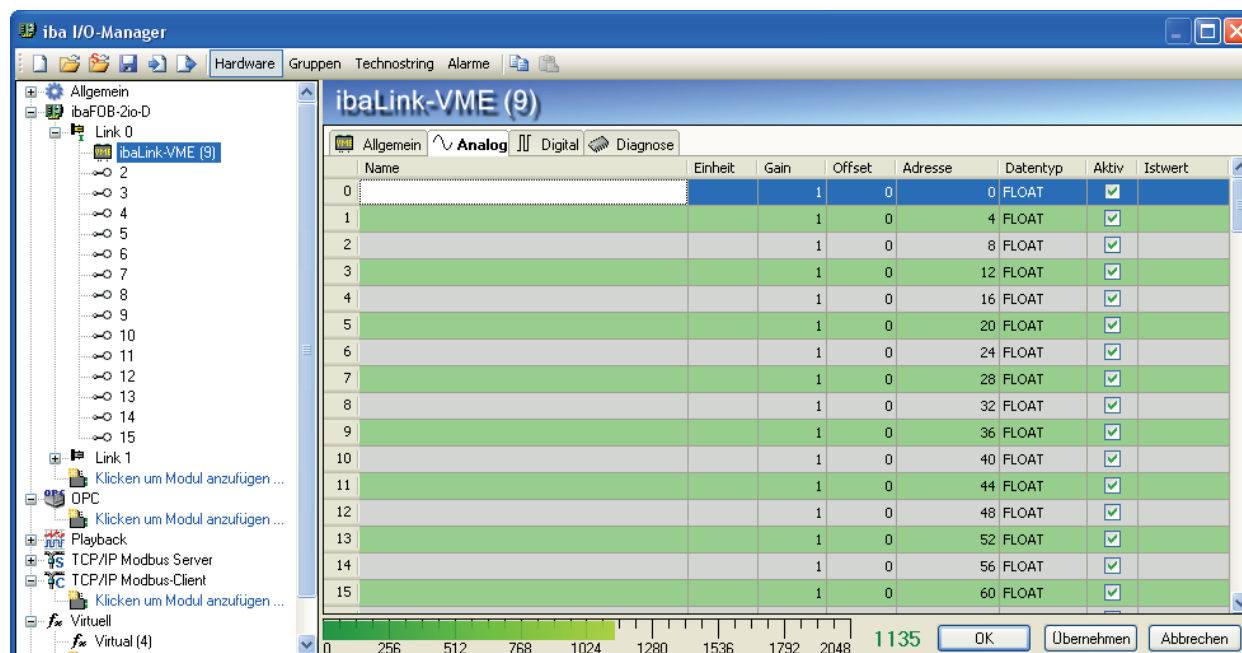 iba I/O-Manager
Hardware Gruppen Technostring Alarme
Allgemein
ibaFOB-2io-D
Link 0
ibaLink-VME (9)
2
3
4
5
6
7
8
9
10
11
12
13
14
15
Link 1
Klicken um Modul anzufügen ...
OPC
Klicken um Modul anzufügen ...
Playback
TCP/IP Modbus Server
TCP/IP Modbus-Client
Klicken um Modul anzufügen ...
Virtuell
Virtual (4)
ibaLink-VME (9)
Allgemein Analog Digital Diagnose
Name Einheit Gain Offset Adresse Datentyp Aktiv Istwert
0 1 0 0 FLOAT
1 1 0 4 FLOAT
2 1 0 8 FLOAT
3 1 0 12 FLOAT
4 1 0 16 FLOAT
5 1 0 20 FLOAT
6 1 0 24 FLOAT
7 1 0 28 FLOAT
8 1 0 32 FLOAT
9 1 0 36 FLOAT
10 1 0 40 FLOAT
11 1 0 44 FLOAT
12 1 0 48 FLOAT
13 1 0 52 FLOAT
14 1 0 56 FLOAT
15 1 0 60 FLOAT
0 256 512 768 1024 1280 1536 1792 2048
1135 OK Übernehmen Abbrechen